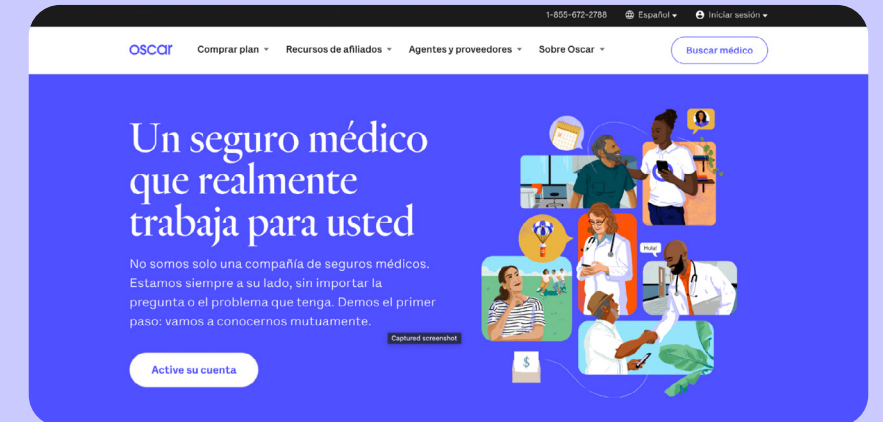 1-855-672-2788 Español Iniciar sesión
oscar Comprar plan Recursos de afiliados Agentes y proveedores Sobre Oscar Buscar médico
Un seguro médico
que realmente
trabaja para usted
No somos solo una compañía de seguros médicos.
Estamos siempre a su lado, sin importar la
pregunta o el problema que tenga. Demos el primer
paso: vamos a conocernos mutuamente.
Captured screenshot
Active su cuenta
Hola!
$